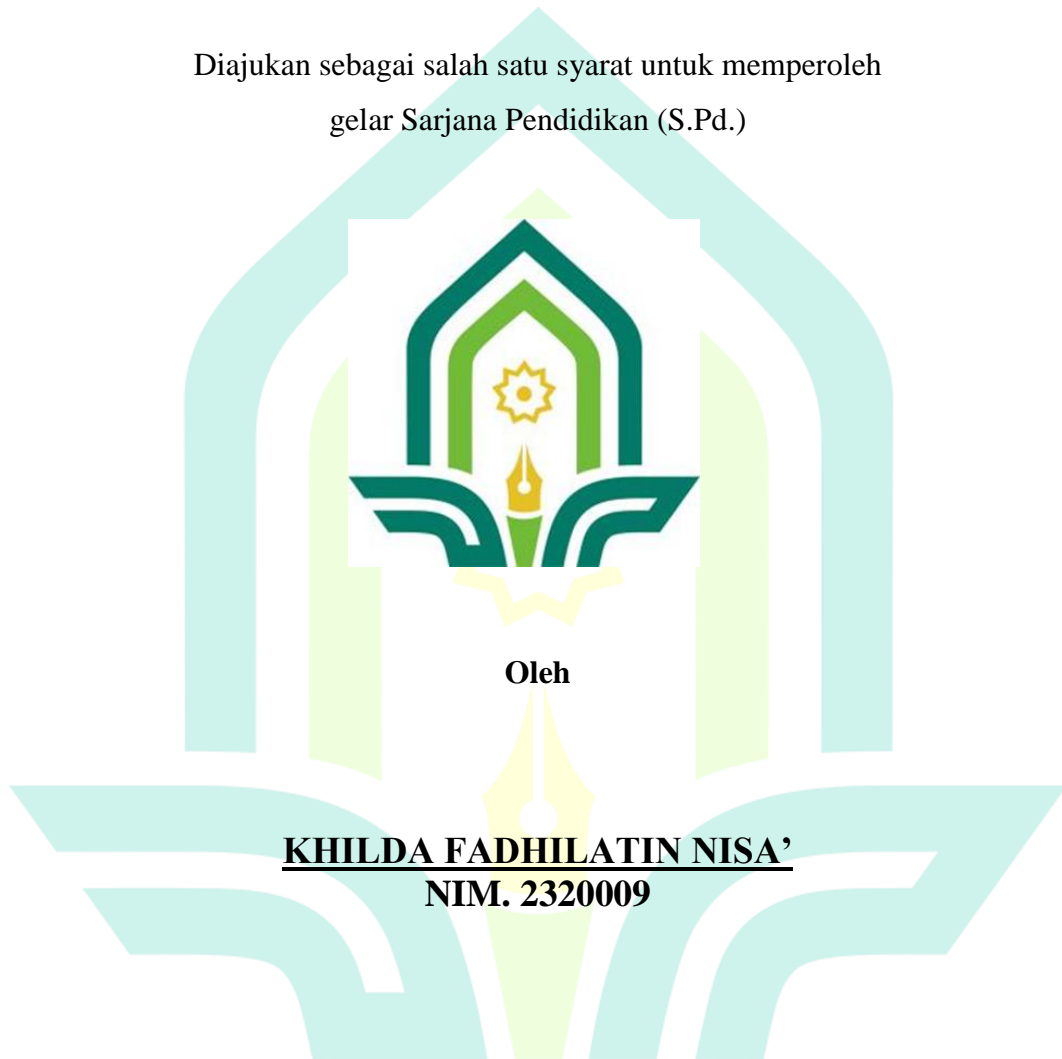 Diajukan sebagai salah satu syarat untuk memperoleh
gelar Sarjana Pendidikan (S.Pd.)
Oleh
KHILDA FADHILATIN NISA’
NIM. 2320009